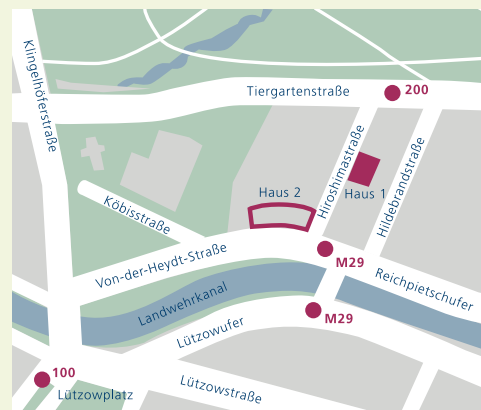 Klingelhöferstraße
Tiergartenstraße
200
Hiroshimastraße
Hildebrandstraße
Haus 1
Haus 2
Köbisstraße
Von-der-Heydt-Straße
M29
Reichpietschufer
Landwehrkanal
M29
Lützowufer
100
Lützowplatz
Lützowstraße